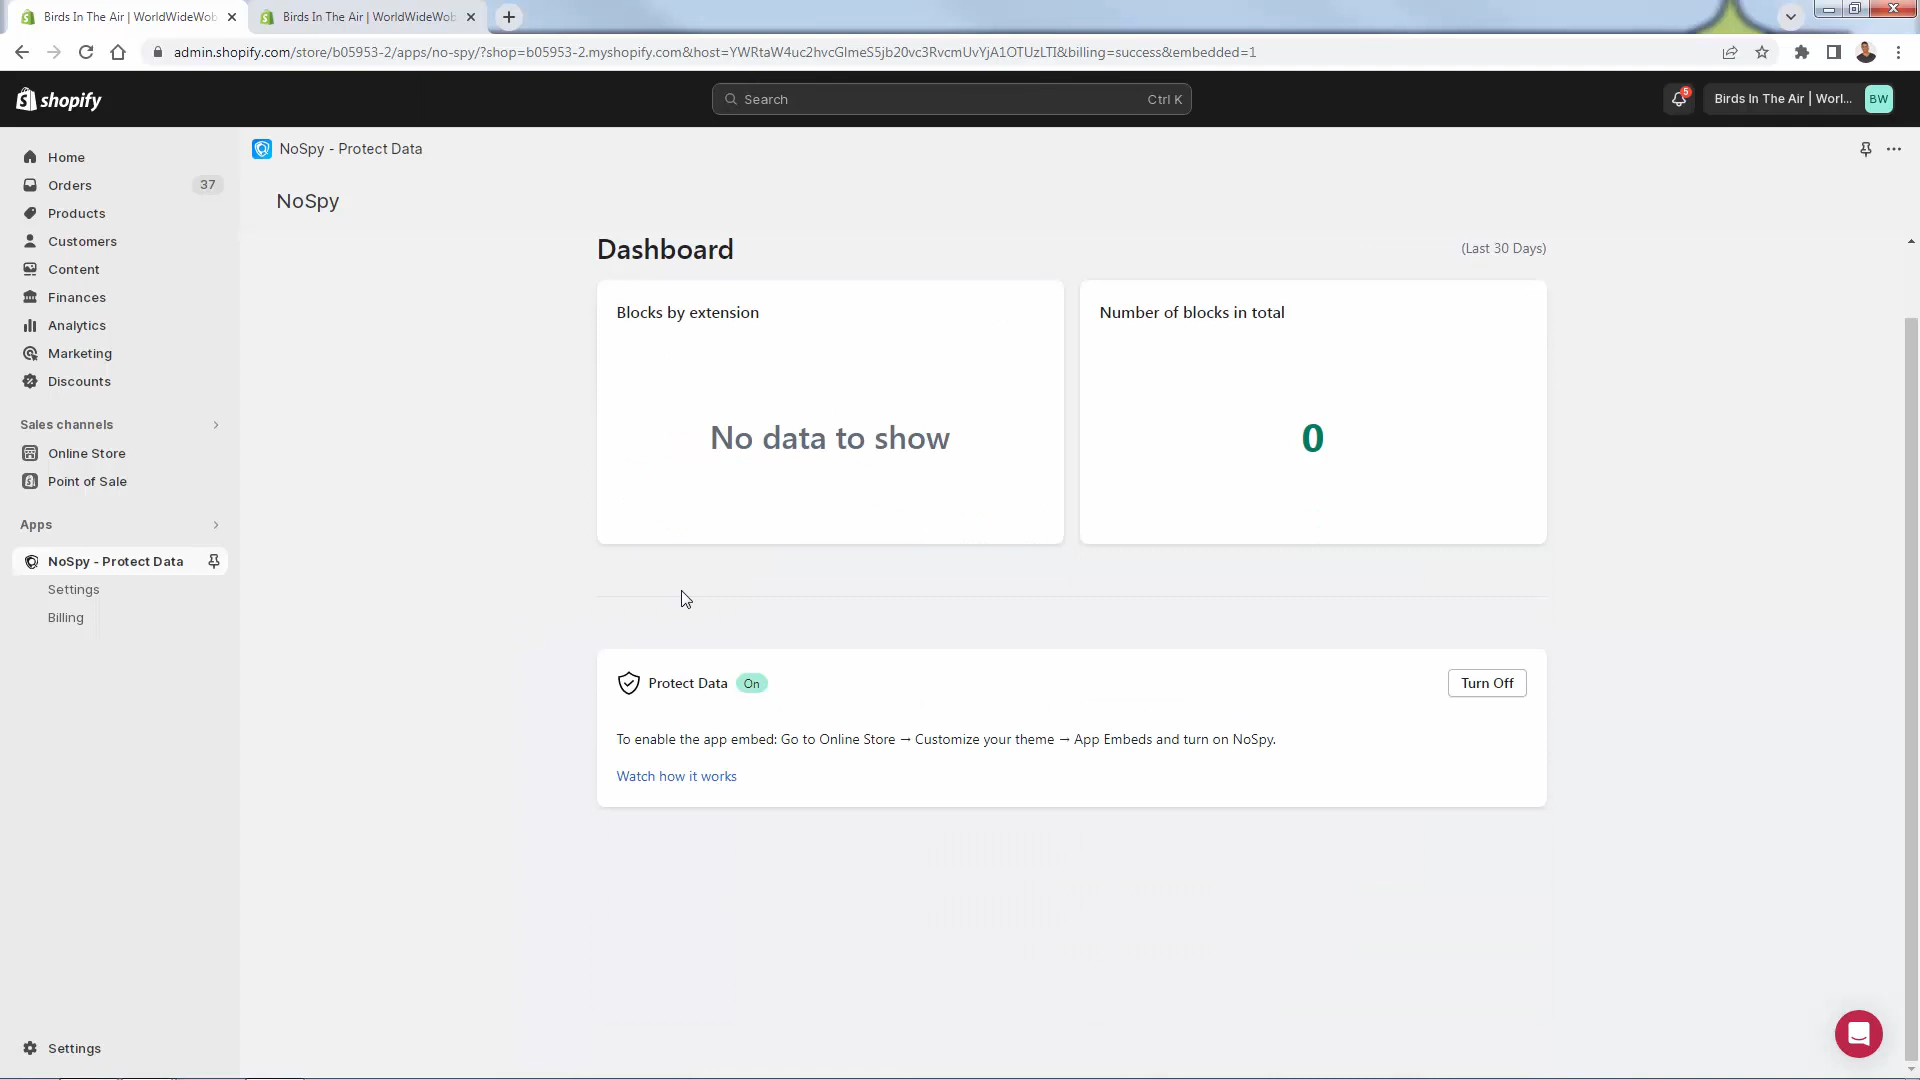 Birds In The Air | WorldWideWob
Birds In The Air | WorldWideWob
admin.shopify.com/store/b05953-2/apps/no-spy/?shop=b05953-2.myshopify.com&host=YWRtaW4uc2hvcGlmeS5jb20vc3RvcmUvYjA1OTUzLTI&billing=success&embedded=1
shopify
Search
Ctrl K
5
Birds In The Air | Worl...
BW
Home
Orders
37
Products
Customers
Content
Finances
Analytics
Marketing
Discounts
Sales channels
Online Store
Point of Sale
Apps
NoSpy - Protect Data
Settings
Billing
Settings
NoSpy - Protect Data
NoSpy
Dashboard
(Last 30 Days)
Blocks by extension
No data to show
Number of blocks in total
0
Protect Data
On
Turn Off
To enable the app embed: Go to Online Store → Customize your theme → App Embeds and turn on NoSpy.
Watch how it works